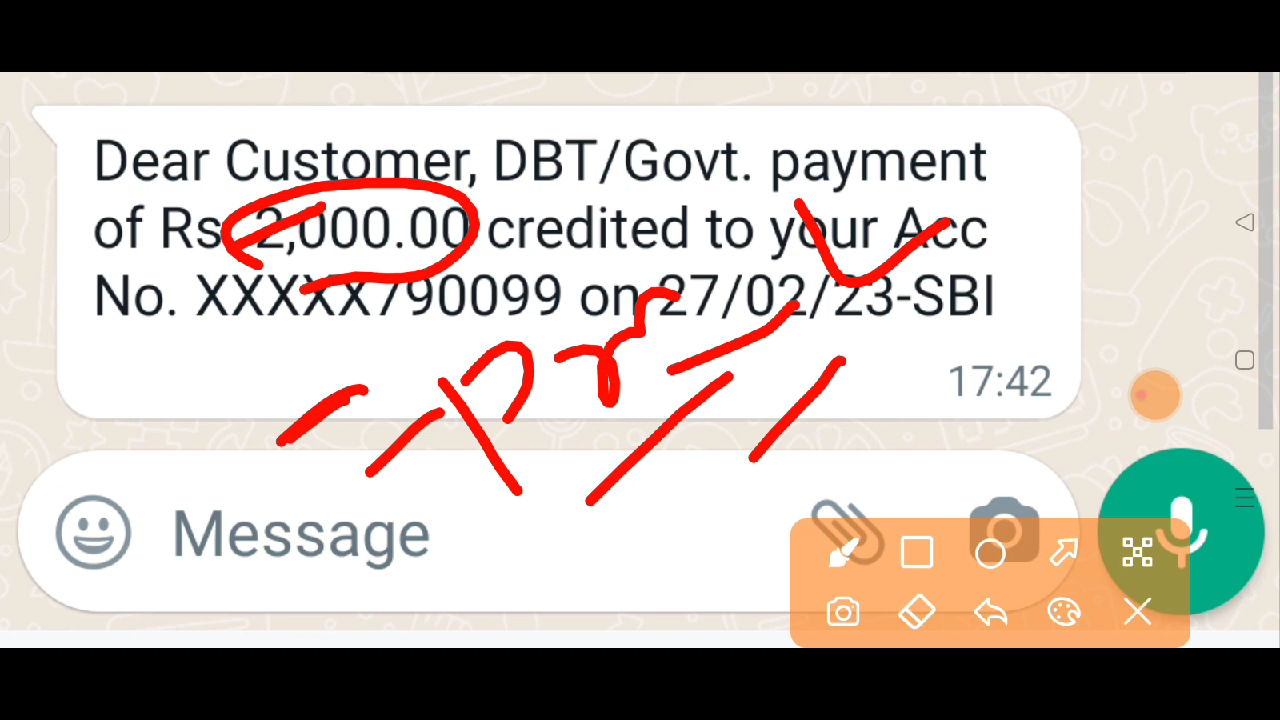 Dear Customer, DBT/Govt. payment
of Rs 2,000.00 credited to your Acc
No. XXXXX790099 on 27/02/23-SBI
17:42
Message